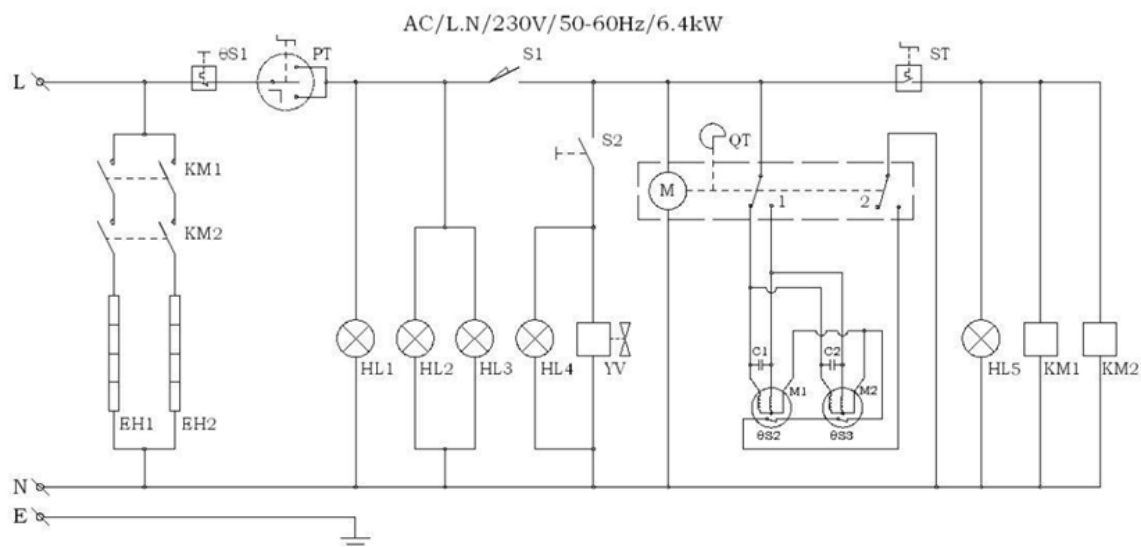 AC/L.N/230V/50-60Hz/6.4kW
θS1 PT S1 ST
L
S2 QT
KM1
M 1 2
KM2
C1 C2
HL1 HL2 HL3 HL4 YV HL5 KM1 KM2
M1 M2
EH1 EH2
θS2 θS3
N
E